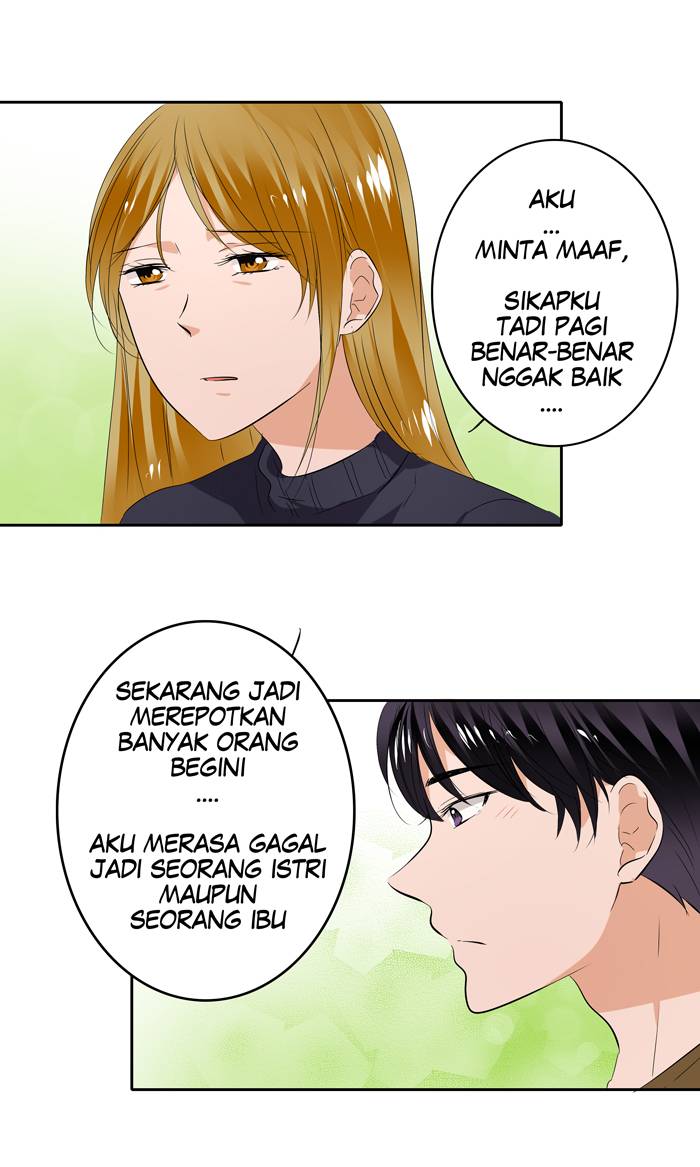 AKU
...
MINTA MAAF,
SIKAPKU
TADI PAGI
BENAR-BENAR
NGGAK BAIK
....
SEKARANG JADI
MEREPOTKAN
BANYAK ORANG
BEGINI
....
AKU MERASA GAGAL
JADI SEORANG ISTRI
MAUPUN
SEORANG IBU